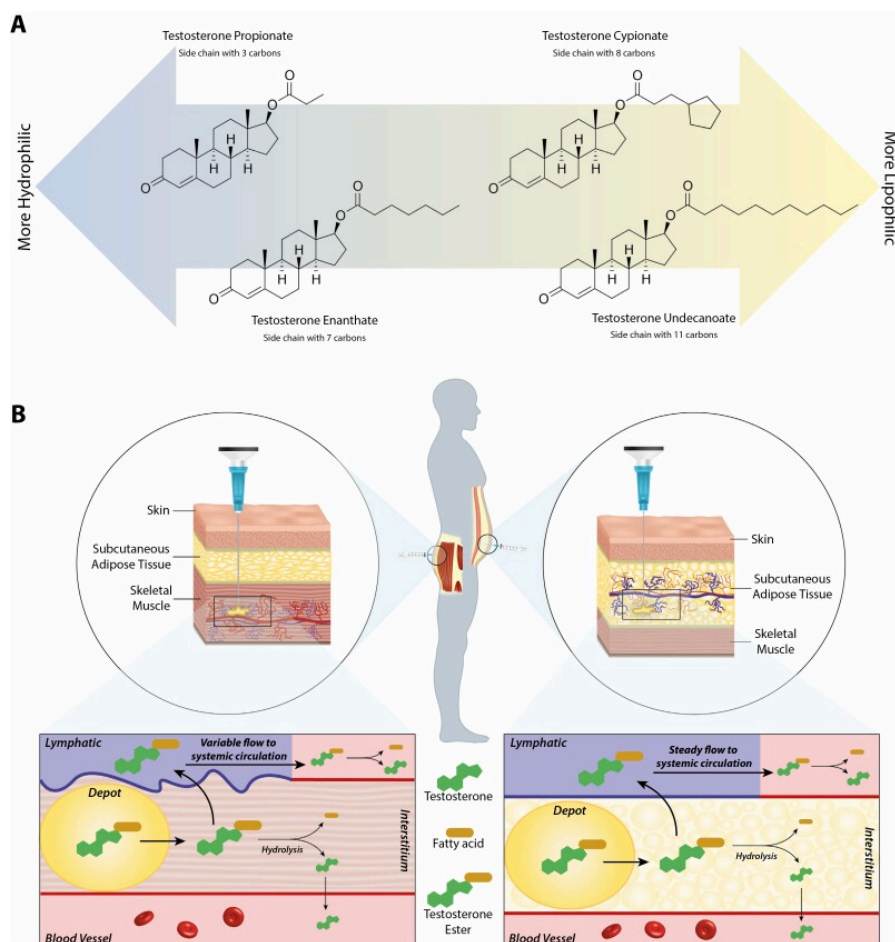 A
Testosterone Propionate
Side chain with 3 carbons
Testosterone Cypionate
Side chain with 8 carbons
O
O
H
H
H
O
O
O
H
H
H
O
More Hydrophilic
More Lipophilic
O
O
H
H
H
O
O
O
H
H
H
O
Testosterone Enanthate
Side chain with 7 carbons
Testosterone Undecanoate
Side chain with 11 carbons
B
Skin
Subcutaneous
Adipose Tissue
Skeletal
Muscle
Skin
Subcutaneous
Adipose Tissue
Skeletal
Muscle
Lymphatic
Variable flow to
systemic circulation
Depot
Hydrolysis
Interstitium
Blood Vessel
Testosterone
Fatty acid
Testosterone
Ester
Lymphatic
Steady flow to
systemic circulation
Depot
Hydrolysis
Interstitium
Blood Vessel